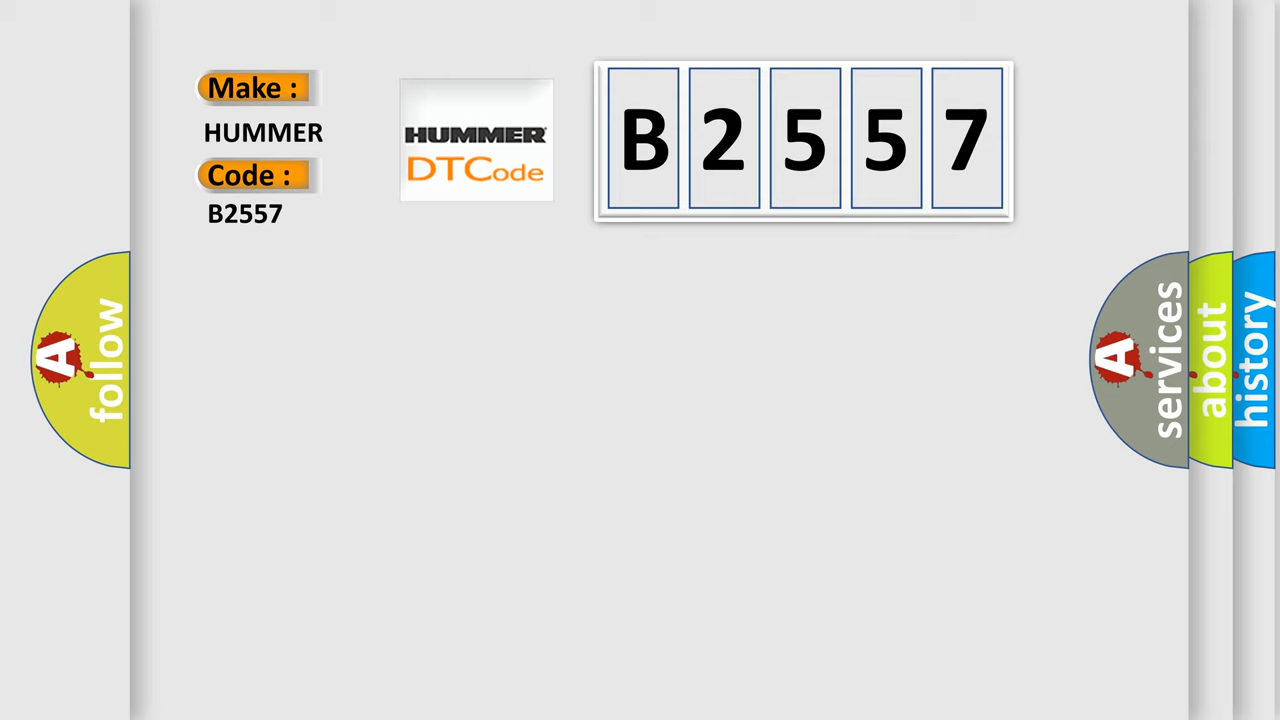 Make :
HUMMER
Code :
B2557
HUMMER
DTCode
B 2 5 5 7
A
follow
A
services
about
history